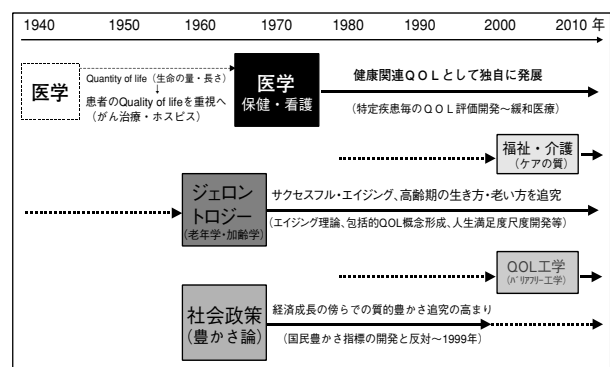 1940 1950 1960 1970 1980 1990 2000 2010 年
医学
Quantity of life（生命の量・長さ）
↓
患者のQuality of lifeを重視へ
（がん治療・ホスピス）
医学
保健・看護
健康関連ＱＯＬとして独自に発展
（特定疾患毎のＱＯＬ評価開発～緩和医療）
福祉・介護
（ケアの質）
ジェロン
トロジー
（老年学・加齢学）
サクセスフル・エイジング、高齢期の生き方・老い方を追究
（エイジング理論、包括的QOL概念形成、人生満足度尺度開発等）
QOL工学
（ﾊﾞﾘｱﾌﾘｰ工学）
社会政策
（豊かさ論）
経済成長の傍らでの質的豊かさ追究の高まり
（国民豊かさ指標の開発と反対～1999年）